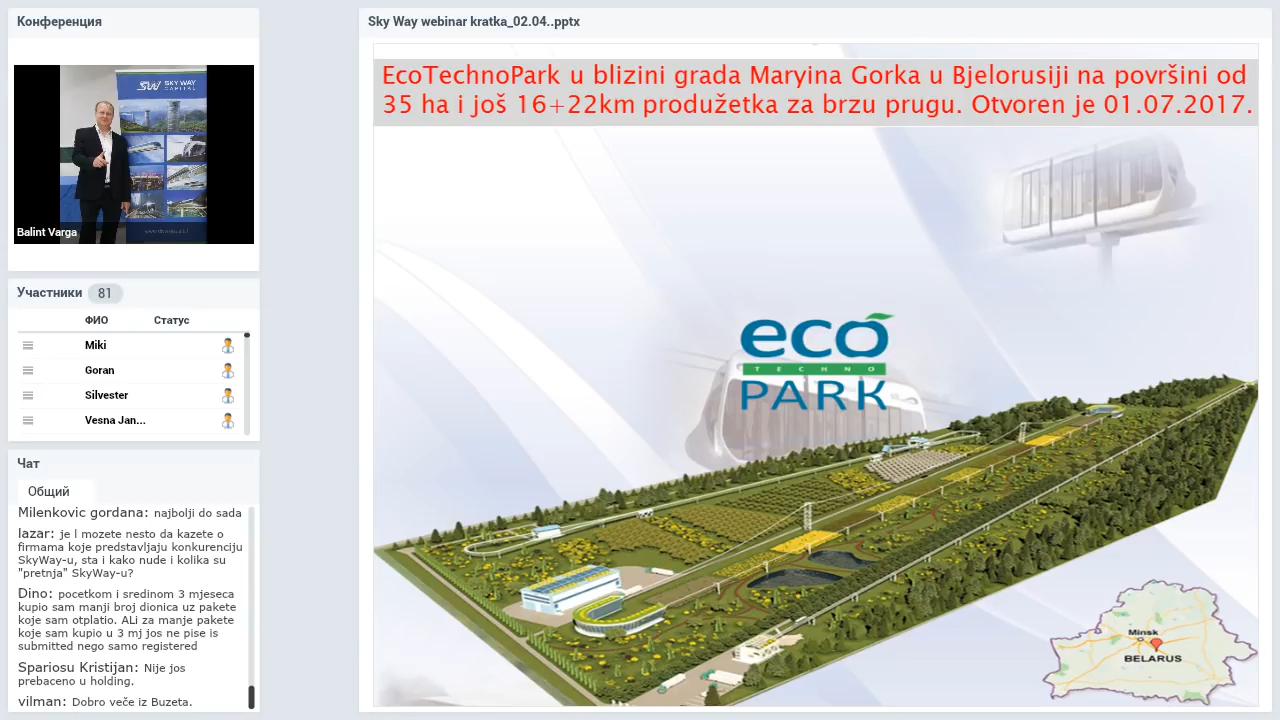 Конференция
SKY WAY
CAPITAL
Balint Varga
Участники 81
ФИО Статус
Miki
Goran
Silvester
Vesna Jan...
Чат
Общий
Milenkovic gordana: najbolji do sada
lazar: je l mozete nesto da kazete o
firmama koje predstavljaju konkurenciju
SkyWay-u, sta i kako nude i kolika su
"pretnja" SkyWay-u?
Dino: pocetkom i sredinom 3 mjeseca
kupio sam manji broj dionica uz pakete
koje sam otplatio. ALi za manje pakete
koje sam kupio u 3 mj jos ne pise is
submitted nego samo registered
Spariosu Kristijan: Nije jos
prebaceno u holding.
vilman: Dobro veče iz Buzeta.
Sky Way webinar kratka_02.04..pptx
EcoTechnoPark u blizini grada Maryina Gorka u Bjelorusiji na površini od
35 ha i još 16+22km produžetka za brzu prugu. Otvoren je 01.07.2017.
eco
TECHNO
PARK
Minsk
BELARUS